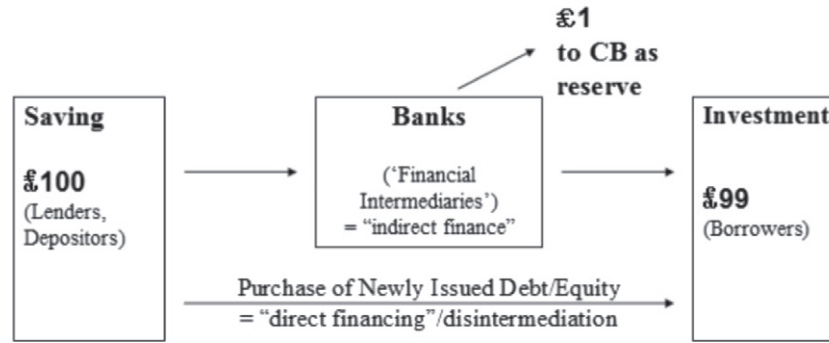 £1
to CB as
reserve
Saving
£100
(Lenders,
Depositors)
Banks
(‘Financial
Intermediaries’)
= “indirect finance”
Investment
£99
(Borrowers)
Purchase of Newly Issued Debt/Equity
= “direct financing”/disintermediation